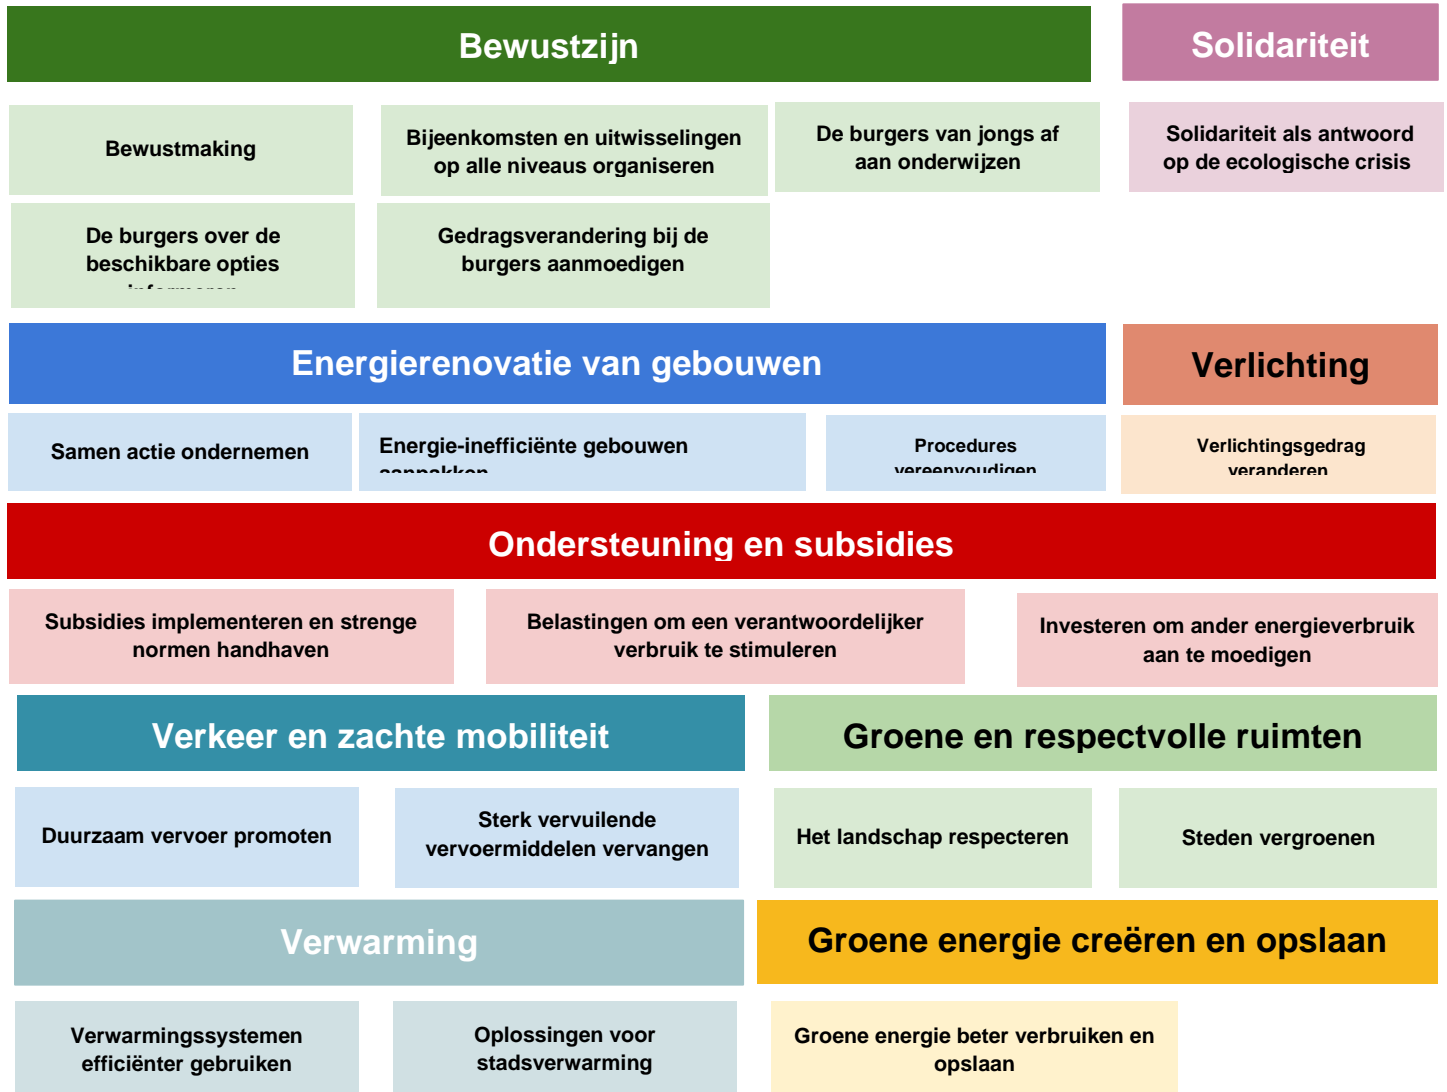 Bewustzijn
Solidariteit
Bewustmaking
Bijeenkomsten en uitwisselingen
op alle niveaus organiseren
De burgers van jongs af
aan onderwijzen
Solidariteit als antwoord
op de ecologische crisis
De burgers over de
beschikbare opties
informeren
Gedragsverandering bij de
burgers aanmoedigen
Energierenovatie van gebouwen
Verlichting
Samen actie ondernemen
Energie-inefficiënte gebouwen
aanpakken
Procedures
vereenvoudigen
Verlichtingsgedrag
veranderen
Ondersteuning en subsidies
Subsidies implementeren en strenge
normen handhaven
Belastingen om een verantwoordelijker
verbruik te stimuleren
Investeren om ander energieverbruik
aan te moedigen
Verkeer en zachte mobiliteit
Groene en respectvolle ruimten
Duurzaam vervoer promoten
Sterk vervuilende
vervoermiddelen vervangen
Het landschap respecteren
Steden vergroenen
Verwarming
Groene energie creëren en opslaan
Verwarmingssystemen
efficiënter gebruiken
Oplossingen voor
stadsverwarming
Groene energie beter verbruiken en
opslaan